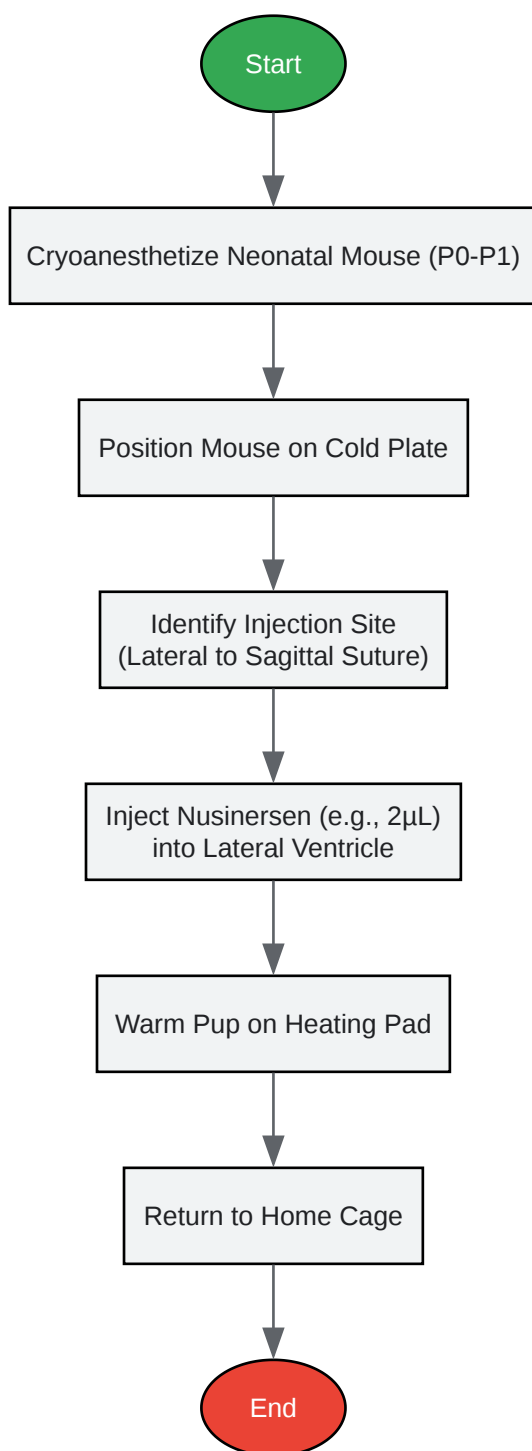 Start
Cryoanesthetize Neonatal Mouse (P0-P1)
Position Mouse on Cold Plate
Identify Injection Site
(Lateral to Sagittal Suture)
Inject Nusinersen (e.g., 2µL)
into Lateral Ventricle
Warm Pup on Heating Pad
Return to Home Cage
End